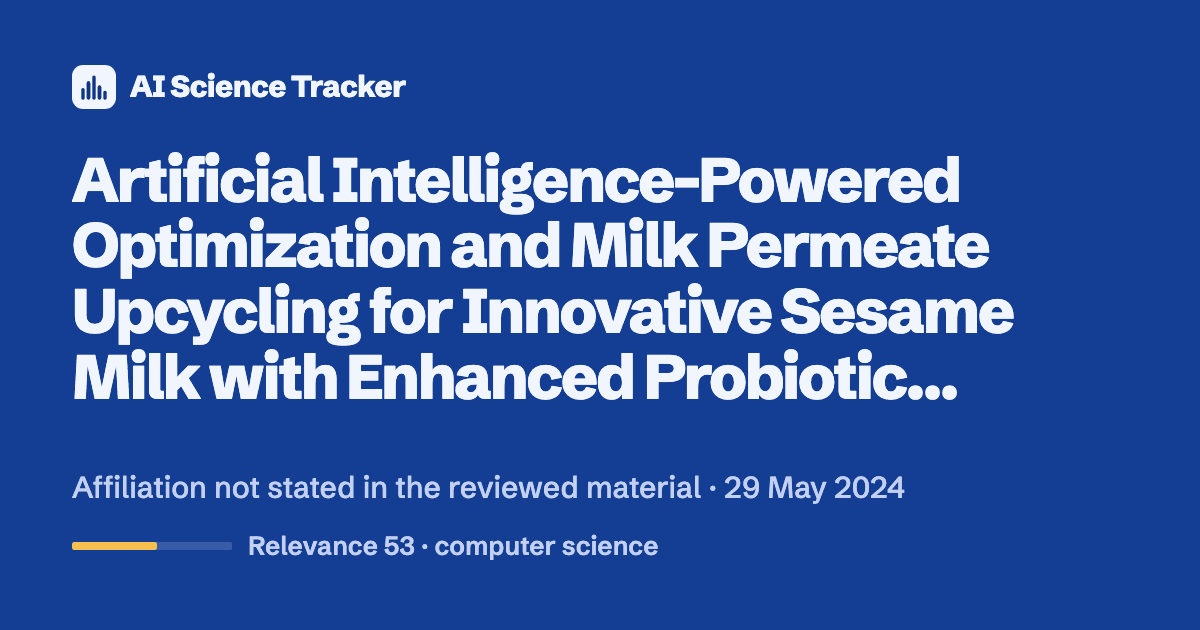 AI Science Tracker
Artificial Intelligence-Powered
Optimization and Milk Permeate
Upcycling for Innovative Sesame
Milk with Enhanced Probiotic...
Affiliation not stated in the reviewed material · 29 May 2024
Relevance 53 · computer science